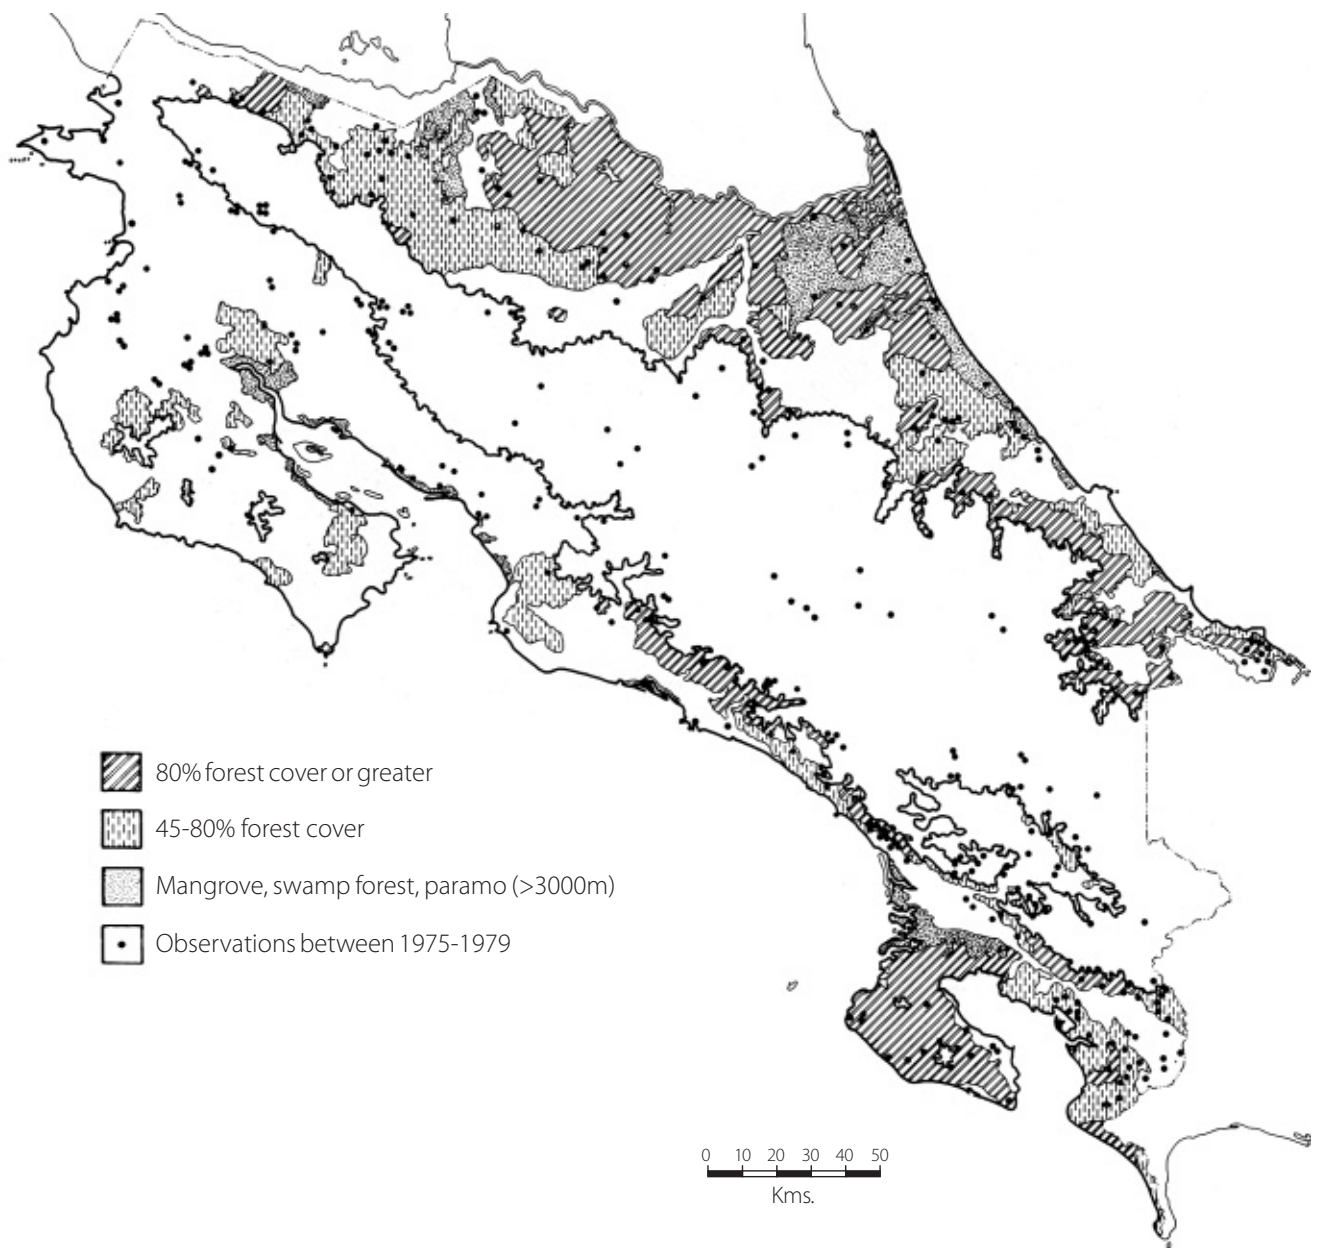 80% forest cover or greater
45-80% forest cover
Mangrove, swamp forest, paramo (>3000m)
Observations between 1975-1979
0 10 20 30 40 50
Kms.